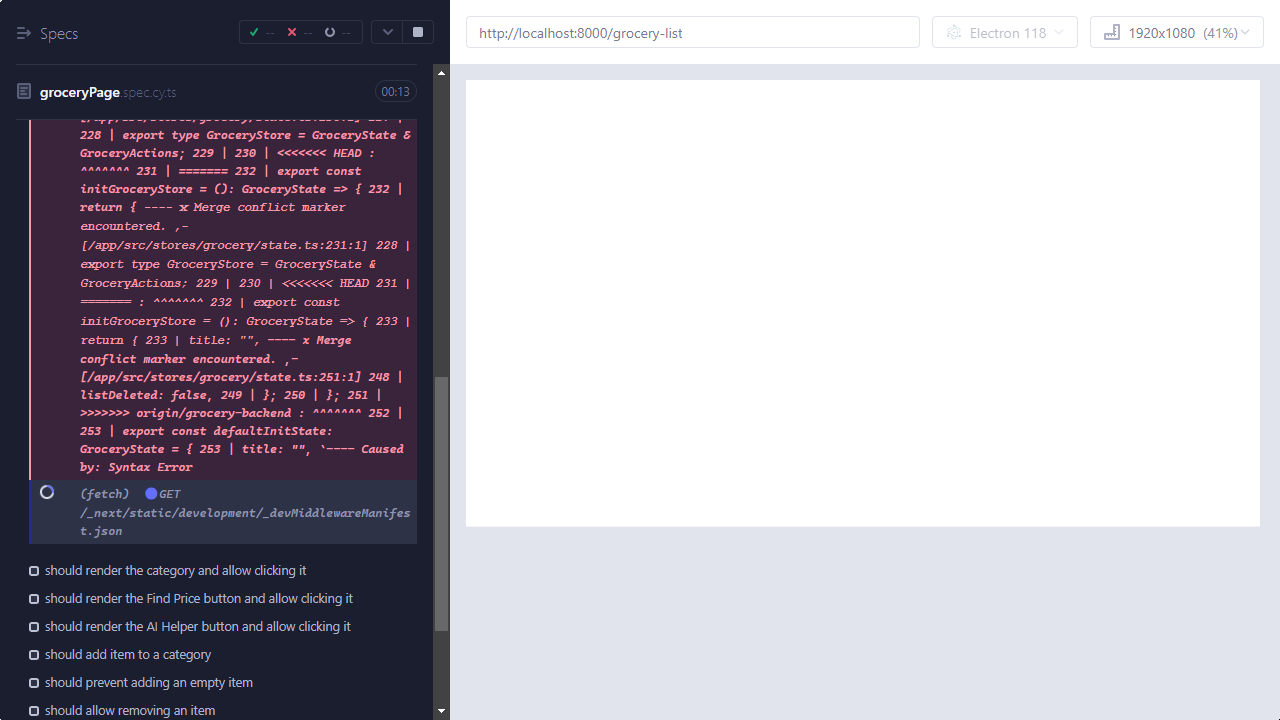 Specs
-- -- --
groceryPage.spec.cy.ts
00:13
228 | export type GroceryStore = GroceryState &
GroceryActions; 229 | 230 | <<<<<<< HEAD :
^^^^^^^ 231 | ======= 232 | export const
initGroceryStore = (): GroceryState => { 232 |
return { ---- x Merge conflict marker
encountered. ,-
[/app/src/stores/grocery/state.ts:231:1] 228 |
export type GroceryStore = GroceryState &
GroceryActions; 229 | 230 | <<<<<<< HEAD 231 |
======= : ^^^^^^^ 232 | export const
initGroceryStore = (): GroceryState => { 233 |
return { 233 | title: "", ---- x Merge
conflict marker encountered. ,-
[/app/src/stores/grocery/state.ts:251:1] 248 |
listDeleted: false, 249 | }; 250 | }; 251 |
>>>>>>> origin/grocery-backend : ^^^^^^^ 252 |
253 | export const defaultInitState:
GroceryState = { 253 | title: "", `---- Caused
by: Syntax Error
(fetch) GET
/_next/static/development/_devMiddlewareManifes
t.json
should render the category and allow clicking it
should render the Find Price button and allow clicking it
should render the AI Helper button and allow clicking it
should add item to a category
should prevent adding an empty item
should allow removing an item
http://localhost:8000/grocery-list
Electron 118
1920x1080 (41%)